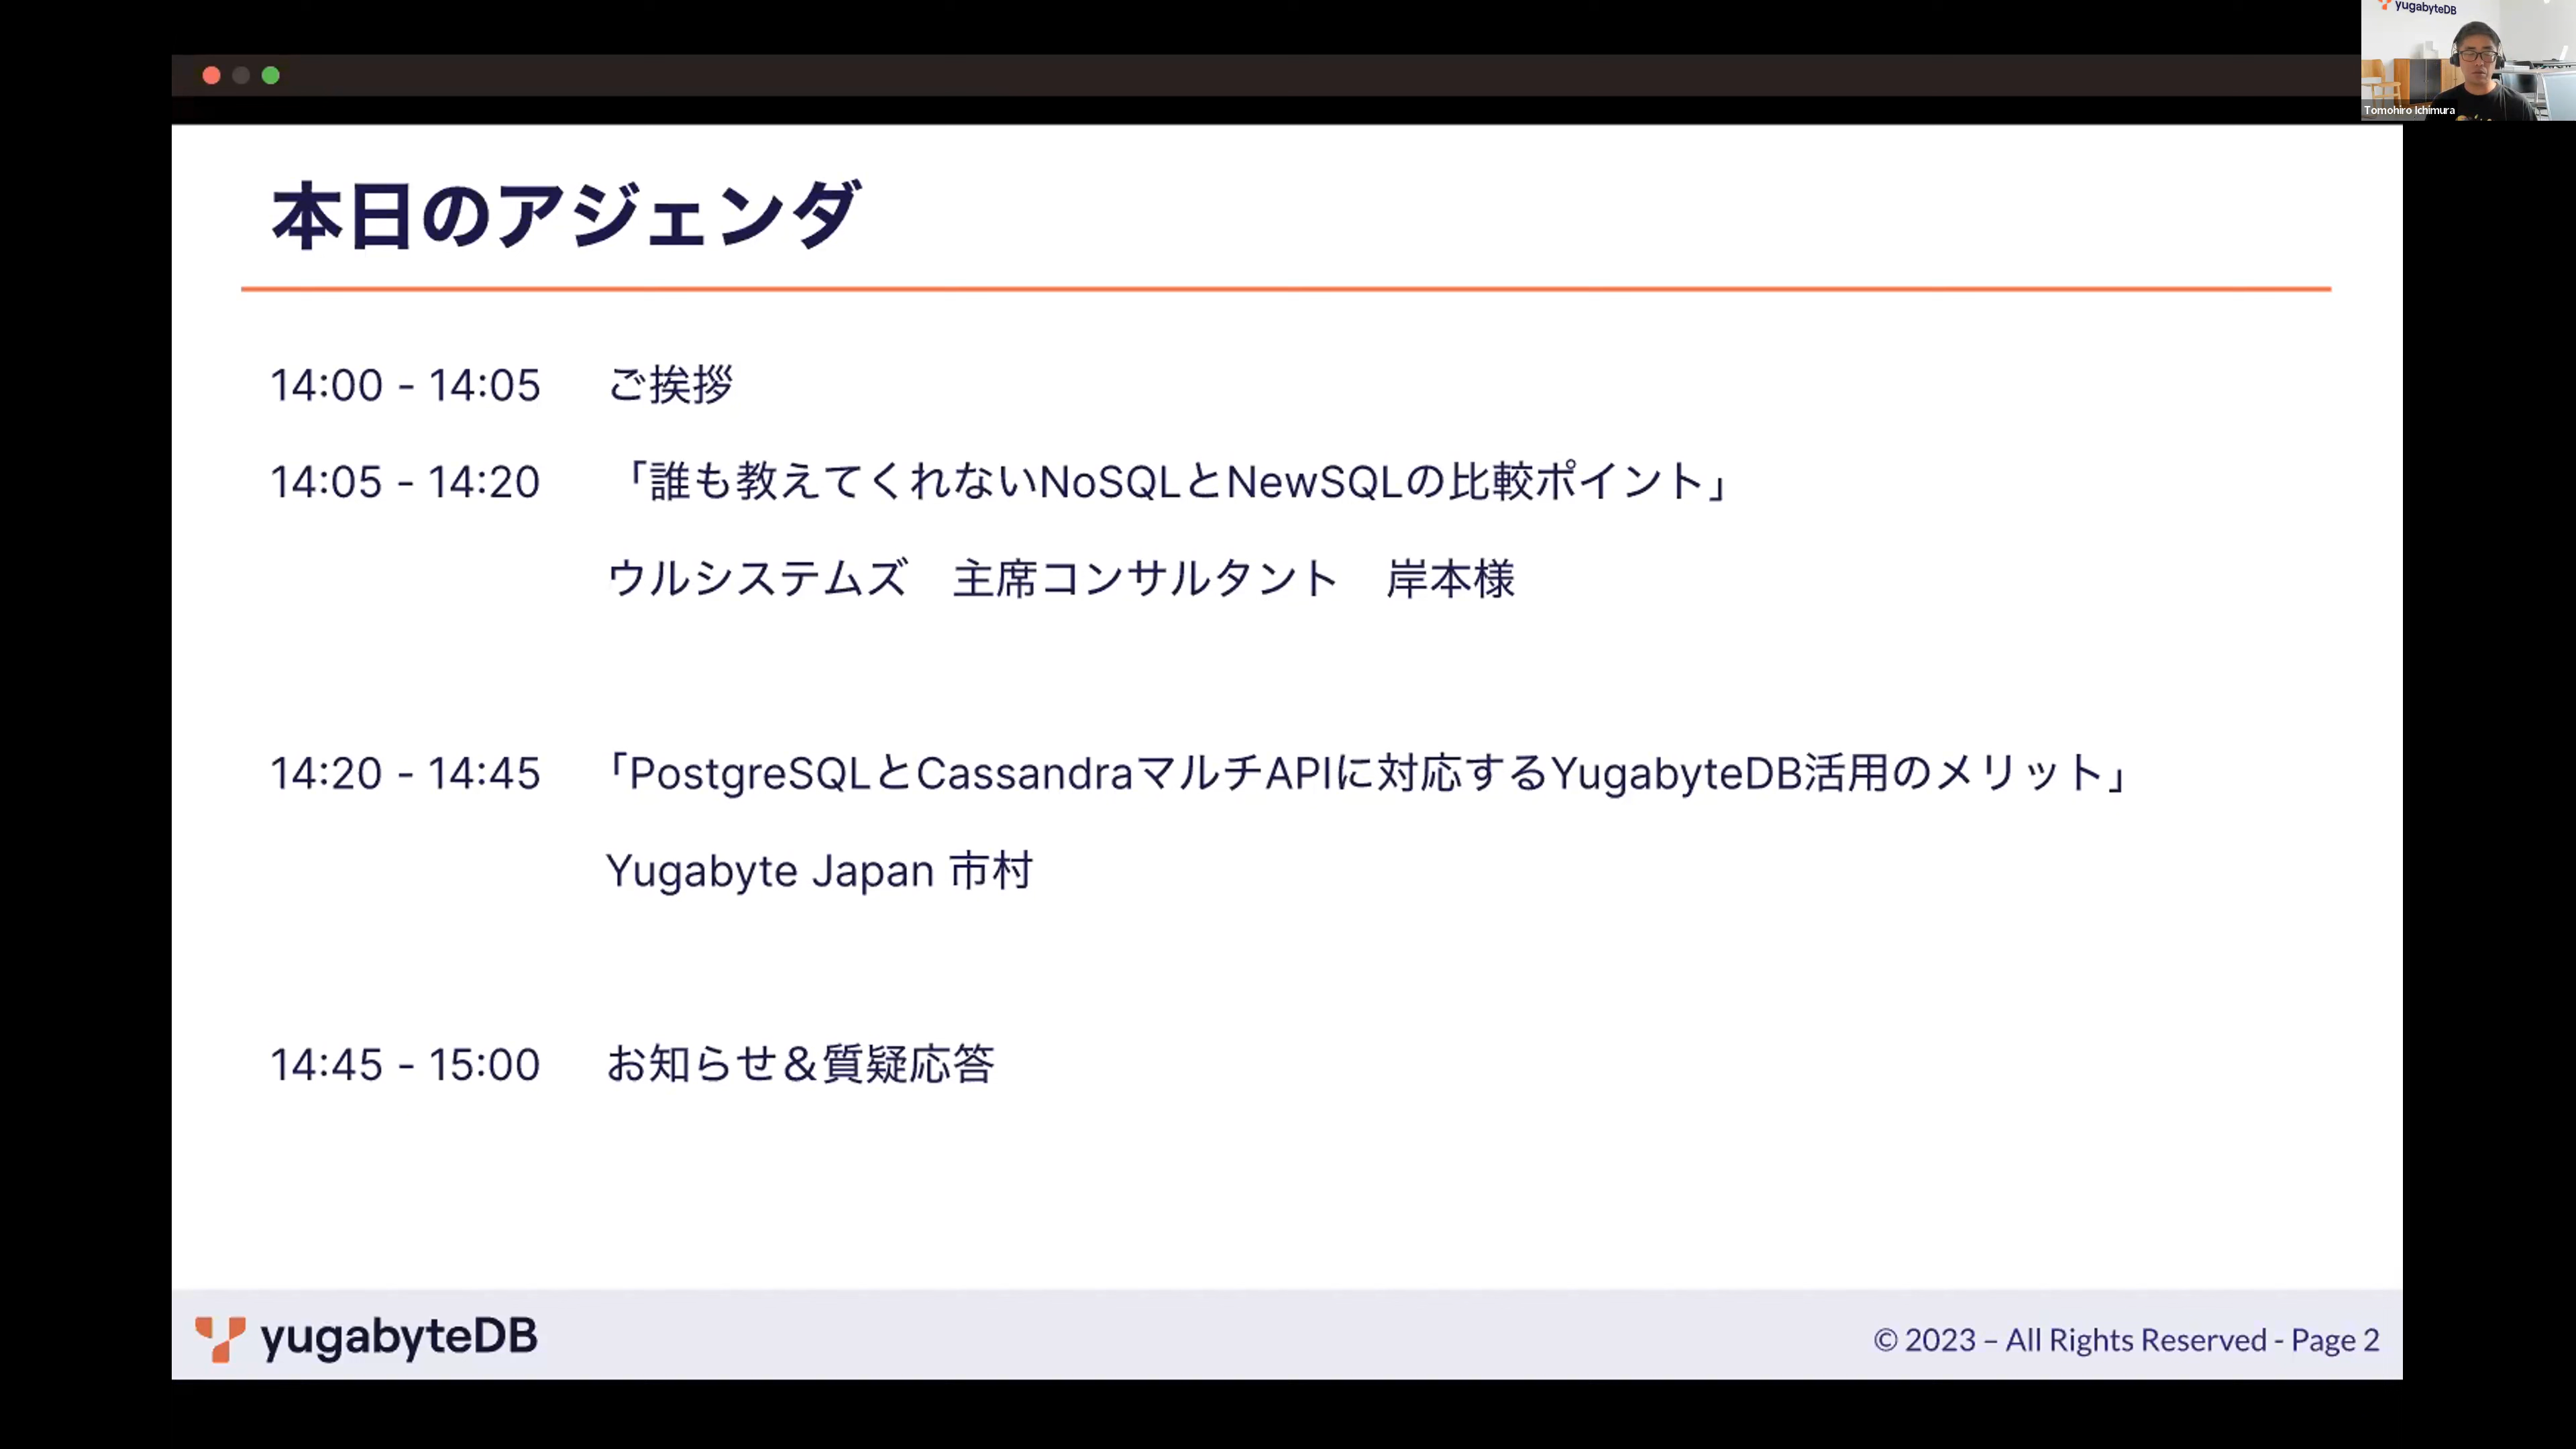 yugabyteDB
Tomohiro Ichimura
本日のアジェンダ
14:00 - 14:05 ご挨拶
14:05 - 14:20 「誰も教えてくれないNoSQLとNewSQLの比較ポイント」
ウルシステムズ　主席コンサルタント　岸本様
14:20 - 14:45 「PostgreSQLとCassandraマルチAPIに対応するYugabyteDB活用のメリット」
Yugabyte Japan 市村
14:45 - 15:00 お知らせ＆質疑応答
yugabyteDB
© 2023 – All Rights Reserved - Page 2